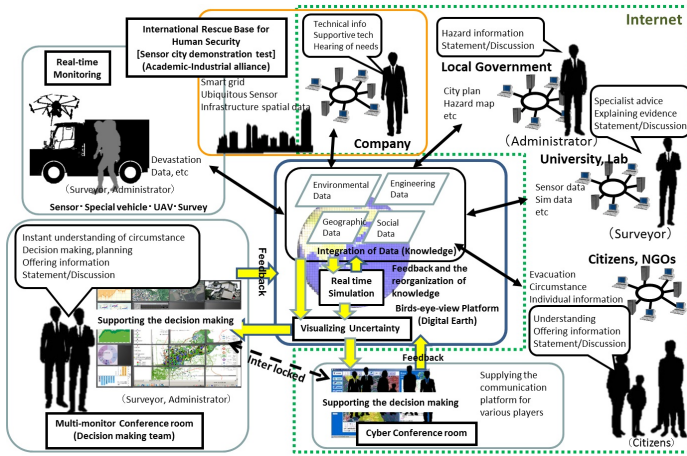 Internet
International Rescue Base for
Human Security
[Sensor city demonstration test]
(Academic-Industrial alliance)
Smart grid
Ubiquitous Sensor
Infrastructure spatial data
Technical info
Supportive tech
Hearing of needs
Company
Hazard information
Statement/Discussion
Local Government
City plan
Hazard map
etc
(Administrator)
Specialist advice
Explaining evidence
Statement/Discussion
University, Lab
Sensor data
Sim data
etc
(Surveyor)
Real-time
Monitoring
Devastation
Data, etc
(Surveyor, Administrator)
Sensor・Special vehicle・UAV・Survey
Environmental
Data
Engineering
Data
Geographic
Data
Social
Data
Integration of Data (Knowledge)
Real time
Simulation
Feedback and the
reorganization of
knowledge
Birds-eye-view Platform
(Digital Earth)
Visualizing Uncertainty
Feedback
Feedback
Citizens, NGOs
Evacuation
Circumstance
Individual information
Understanding
Offering information
Statement/Discussion
(Citizens)
Instant understanding of circumstance
Decision making, planning
Offering information
Statement/Discussion
Supporting the decision making
(Surveyor, Administrator)
Multi-monitor Conference room
(Decision making team)
Inter locked
Supporting the decision making
Cyber Conference room
Supplying the
communication
platform for
various players